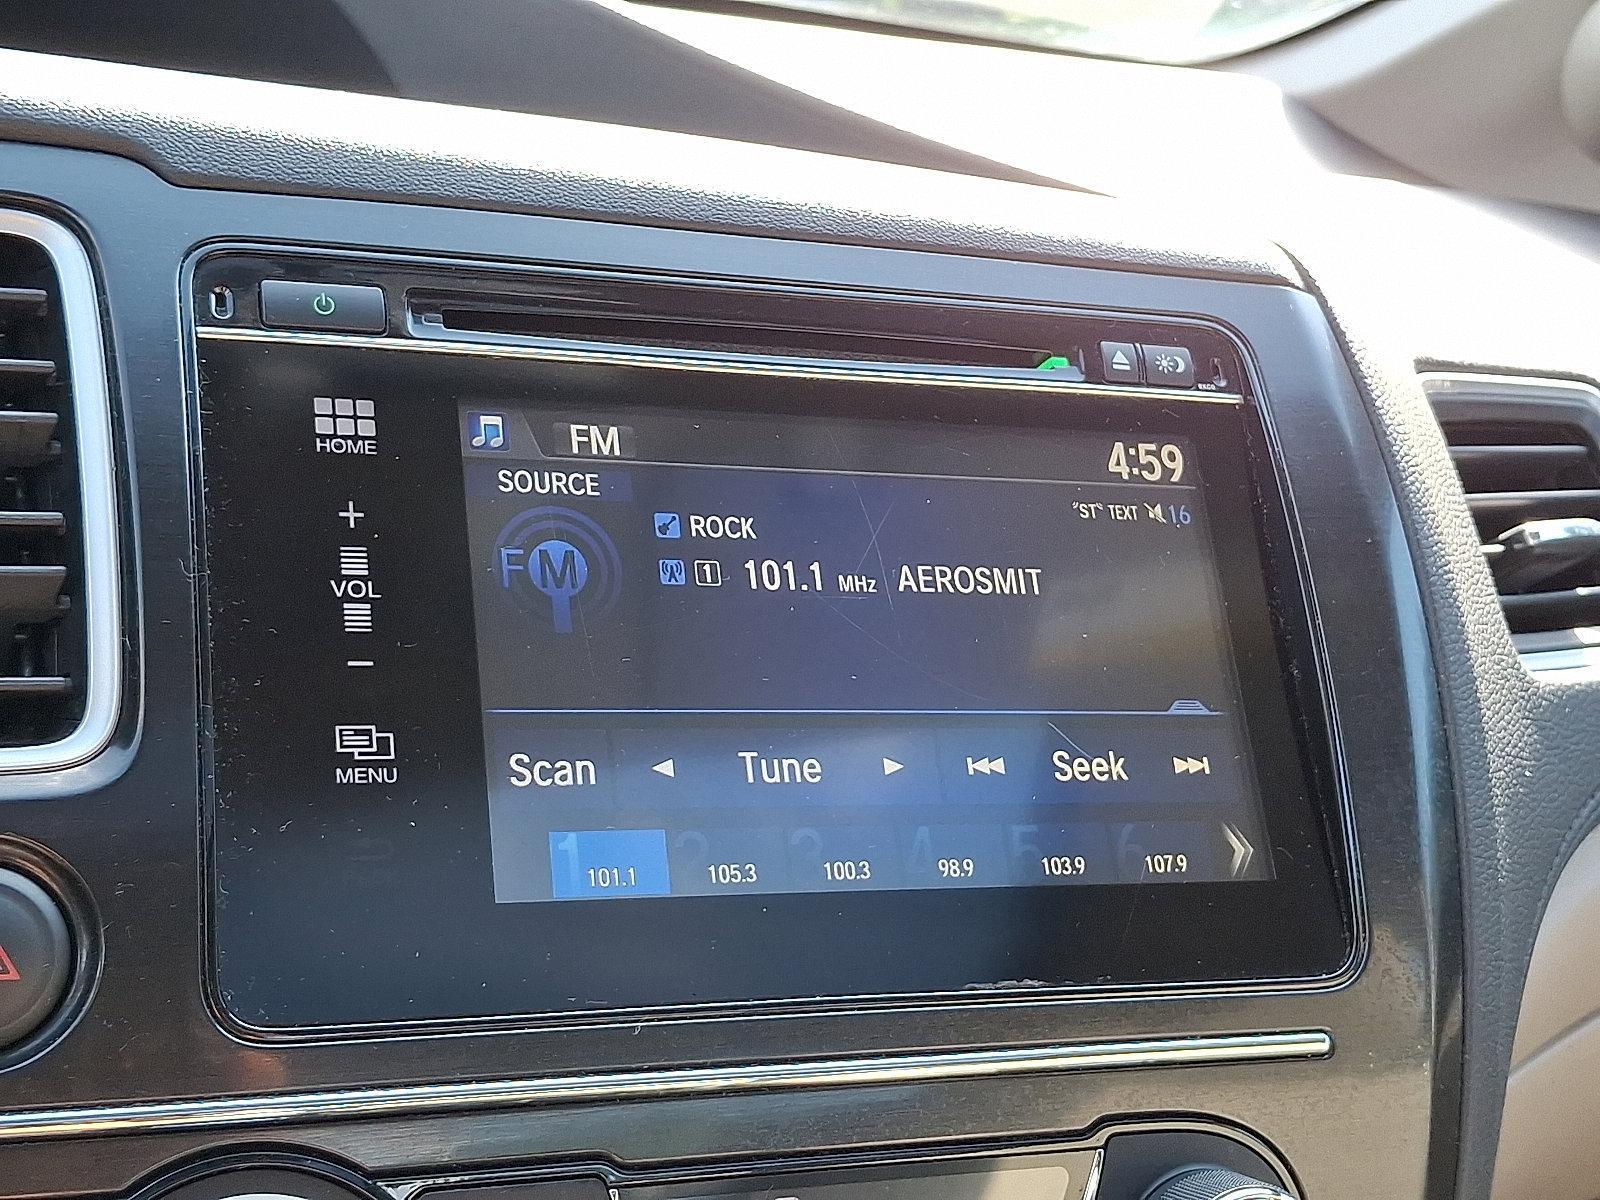 HOME
+
VOL
−
MENU
FM
4:59
SOURCE
"ST" TEXT 16
ROCK
FM
1 101.1 MHz AEROSMIT
Scan Tune Seek
1 2 3 4 5 6
101.1 105.3 100.3 98.9 103.9 107.9